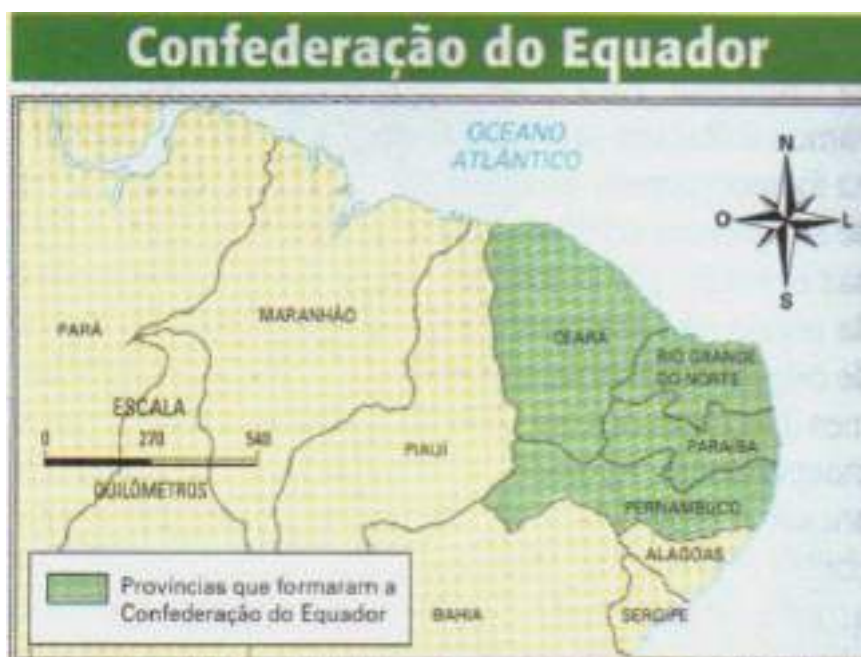 Confederação do Equador
OCEANO
ATLÂNTICO
N
O
L
S
PARÁ
MARANHÃO
CEARÁ
RIO GRANDE
DO NORTE
PARAÍBA
PIAUÍ
PERNAMBUCO
ALAGOAS
SERGIPE
BAHIA
ESCALA
0 270 540
QUILÔMETROS
Províncias que formaram a
Confederação do Equador